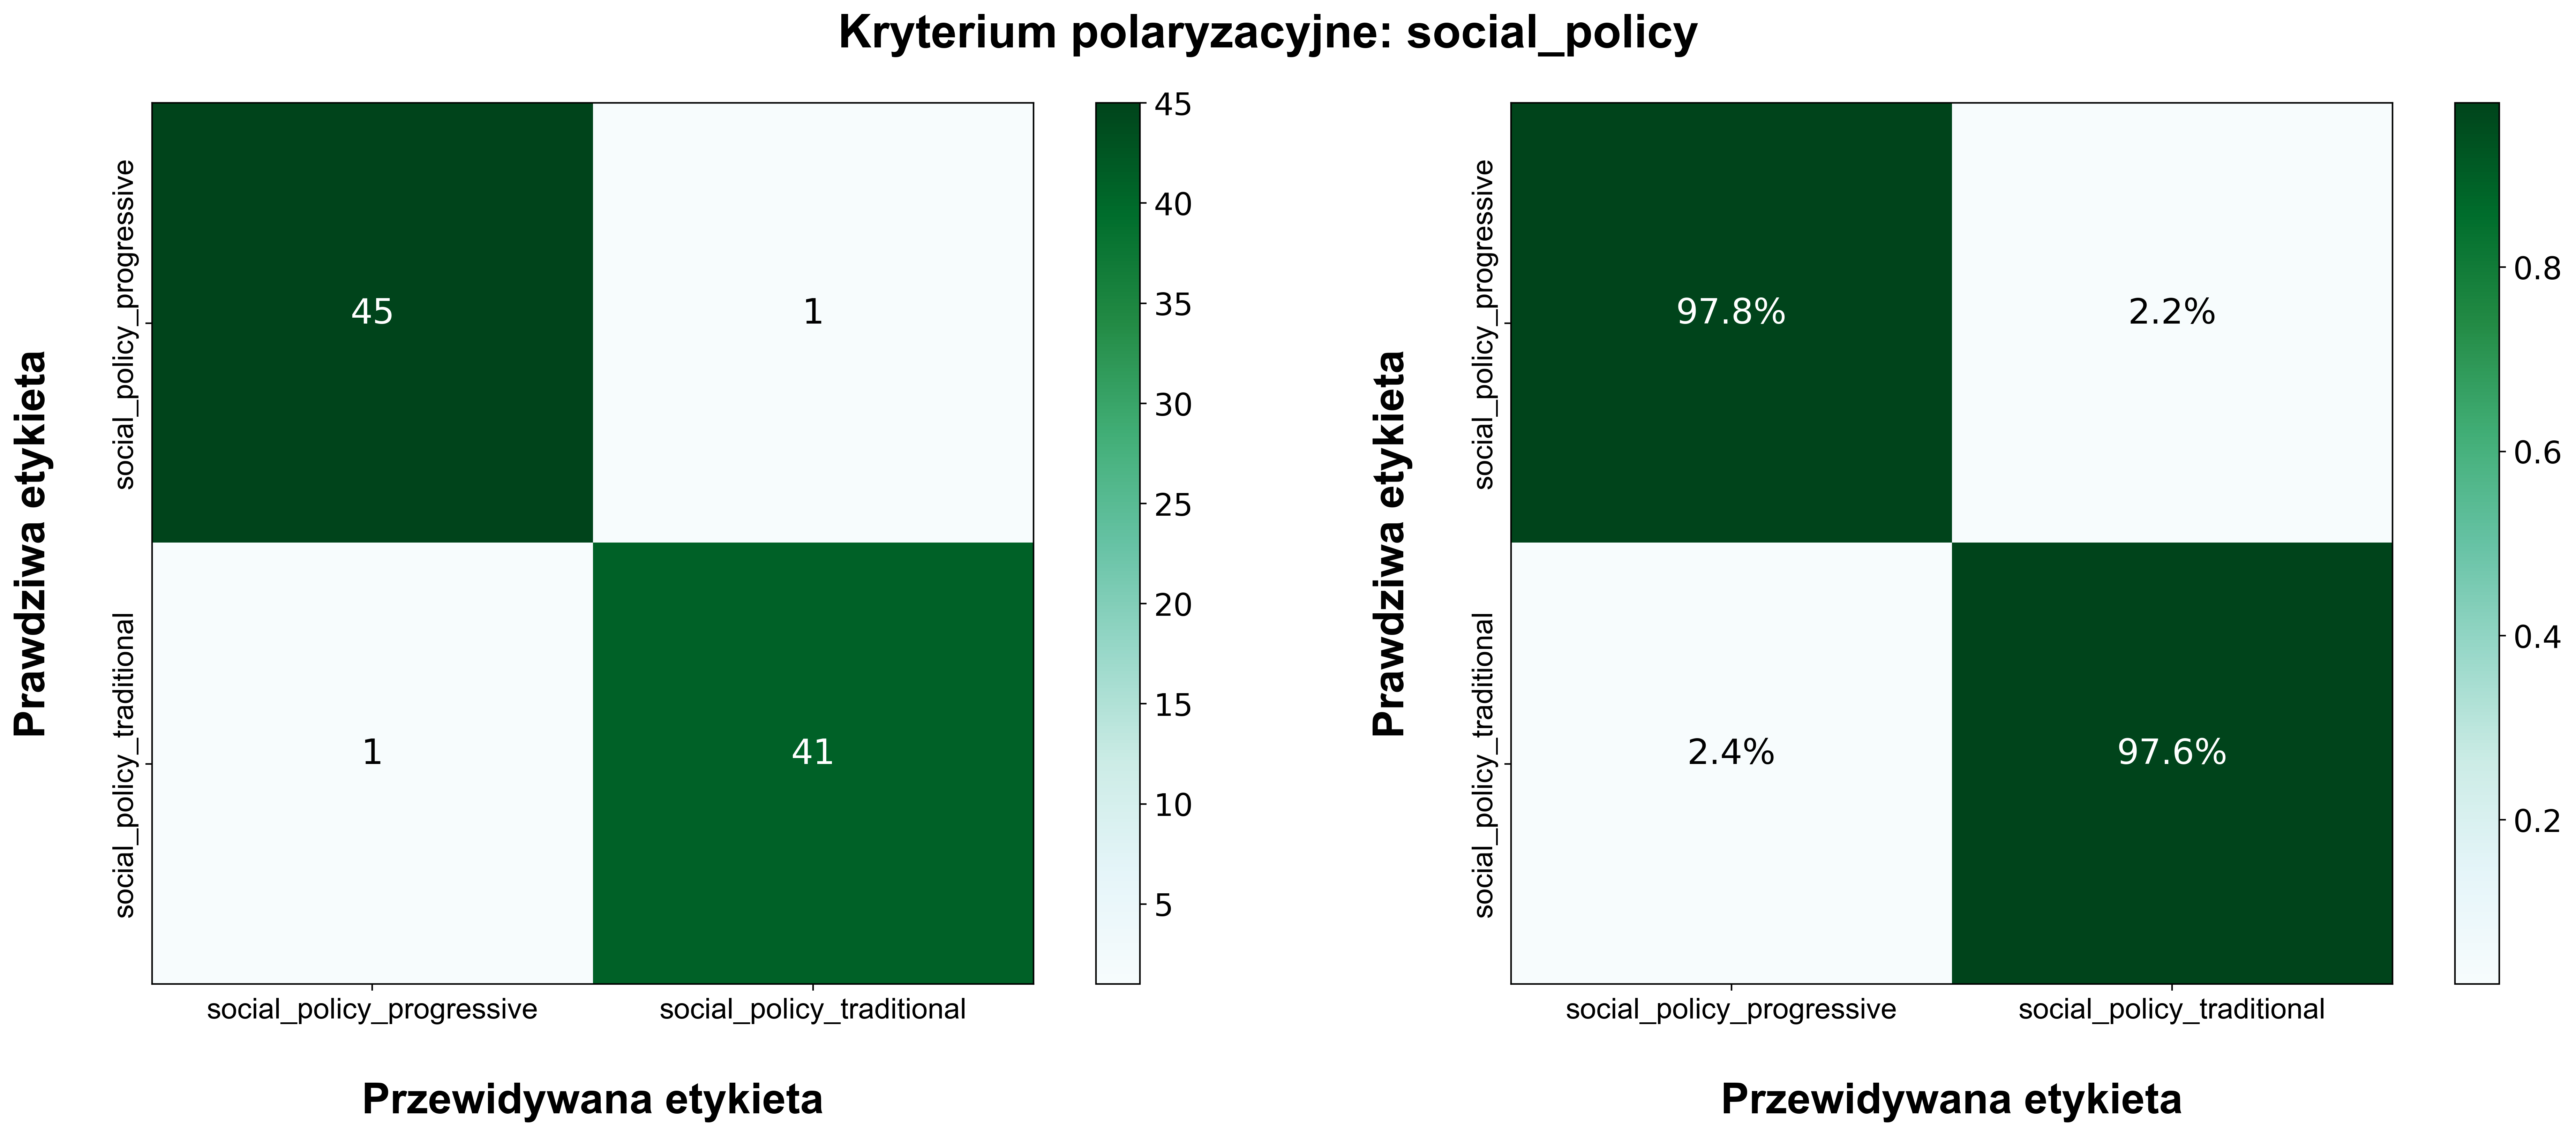 Kryterium polaryzacyjne: social_policy
Prawdziwa etykieta
social_policy_progressive
social_policy_traditional
45
1
1
41
social_policy_progressive
social_policy_traditional
Przewidywana etykieta
45
40
35
30
25
20
15
10
5
Prawdziwa etykieta
social_policy_progressive
social_policy_traditional
97.8%
2.2%
2.4%
97.6%
social_policy_progressive
social_policy_traditional
Przewidywana etykieta
0.8
0.6
0.4
0.2